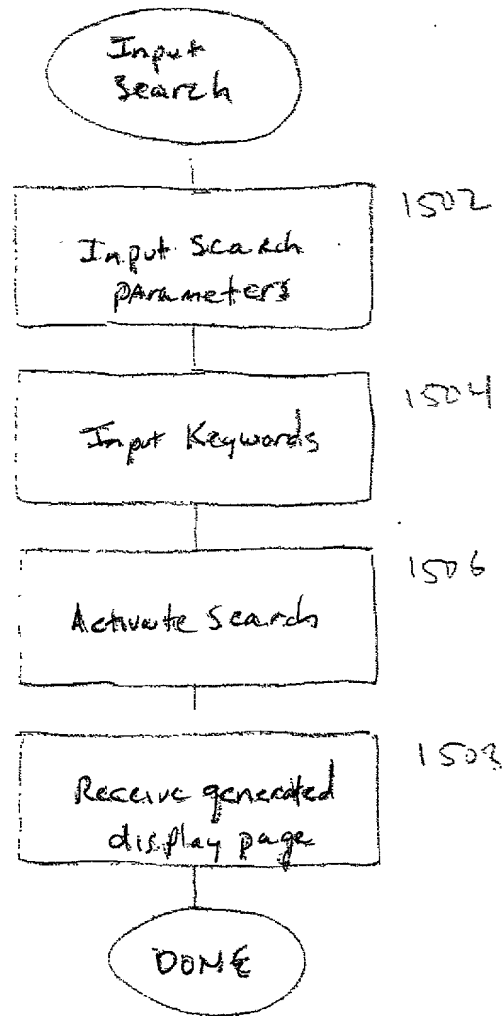 Input
Search
1502
Input Search
parameters
1504
Input Keywords
1506
Activate Search
1508
Receive generated
display page
DONE